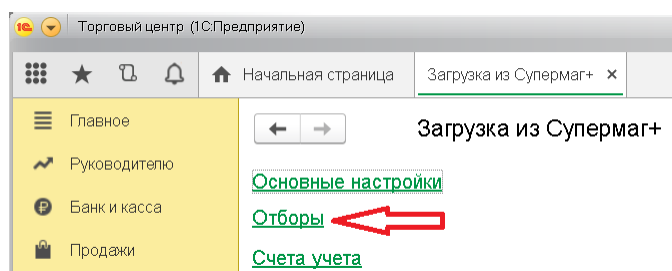 1С Торговый центр (1С:Предприятие)
Начальная страница Загрузка из Супермаг+ ×
Главное
Загрузка из Супермаг+
Руководителю
Основные настройки
Банк и касса
Отборы
Продажи
Счета учета